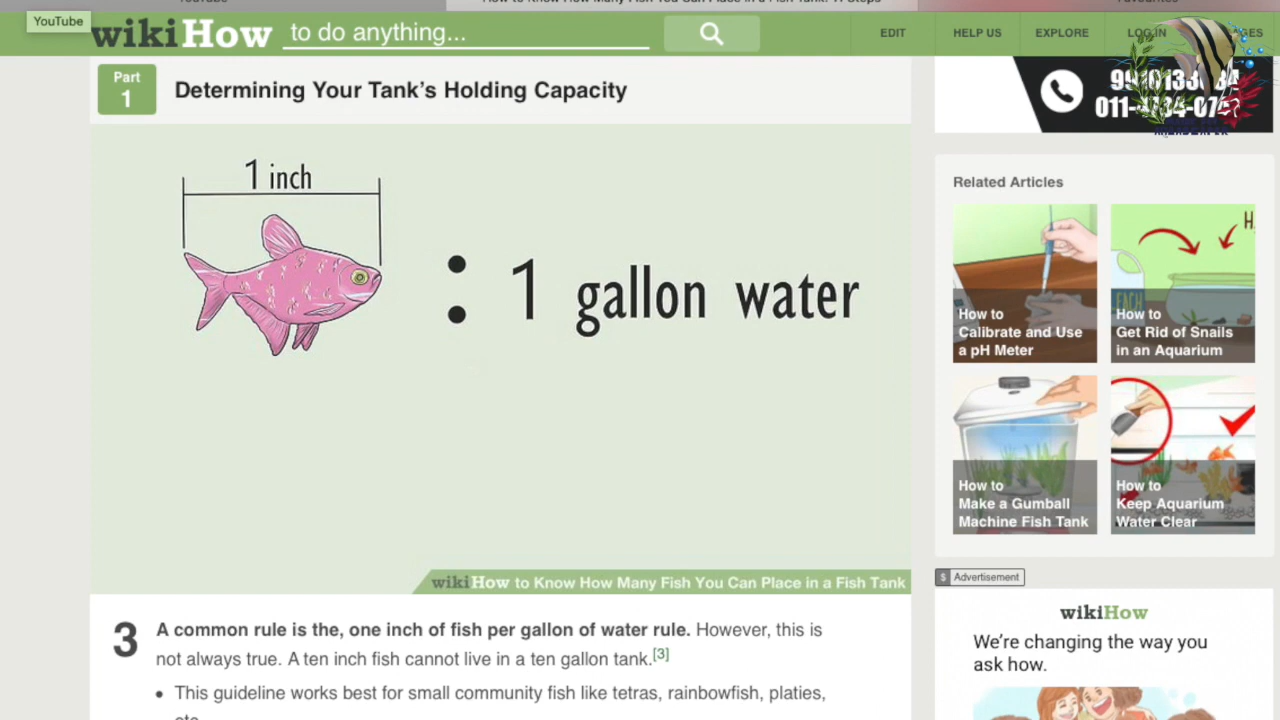 YouTube
wikiHow to do anything...
EDIT
HELP US
EXPLORE
LOG IN
Part
1
Determining Your Tank's Holding Capacity
1 inch
: 1 gallon water
wikiHow to Know How Many Fish You Can Place in a Fish Tank
3
A common rule is the, one inch of fish per gallon of water rule. However, this is
not always true. A ten inch fish cannot live in a ten gallon tank.[3]
• This guideline works best for small community fish like tetras, rainbowfish, platies,
etc.
Related Articles
How to
Calibrate and Use
a pH Meter
EACH
How to
Get Rid of Snails
in an Aquarium
How to
Make a Gumball
Machine Fish Tank
How to
Keep Aquarium
Water Clear
$ Advertisement
wikiHow
We're changing the way you
ask how.